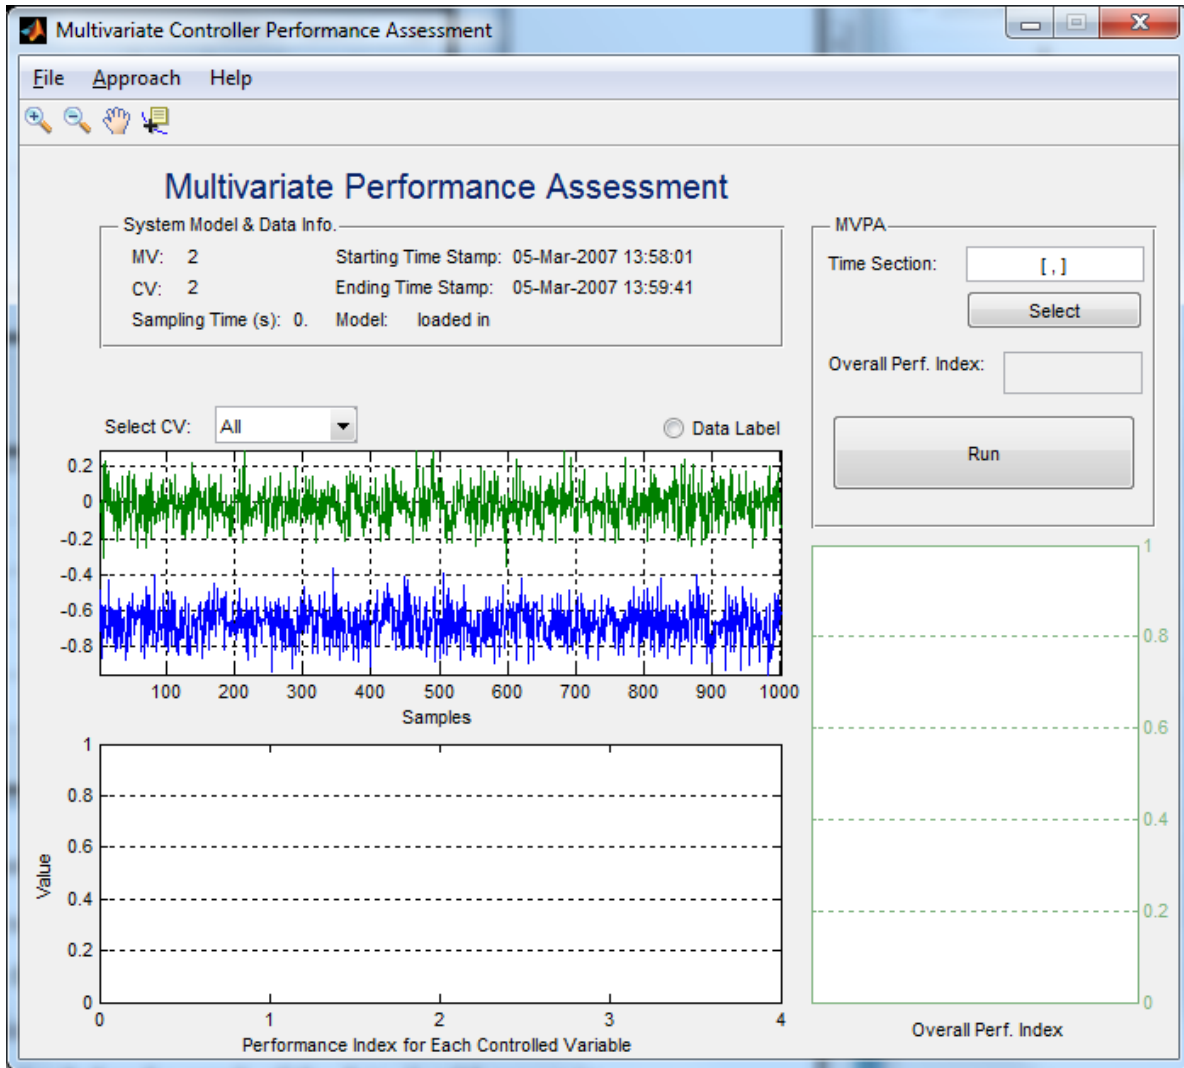 Multivariate Controller Performance Assessment
File Approach Help
Multivariate Performance Assessment
System Model & Data Info.
MV: 2 Starting Time Stamp: 05-Mar-2007 13:58:01
CV: 2 Ending Time Stamp: 05-Mar-2007 13:59:41
Sampling Time (s): 0. Model: loaded in
MVPA
Time Section: [ , ]
Select
Overall Perf. Index:
Run
Select CV: All Data Label
0.2
0
-0.2
-0.4
-0.6
-0.8
100 200 300 400 500 600 700 800 900 1000
Samples
1
0.8
0.6
0.4
0.2
0
Value
0 1 2 3 4
Performance Index for Each Controlled Variable
1
0.8
0.6
0.4
0.2
0
Overall Perf. Index